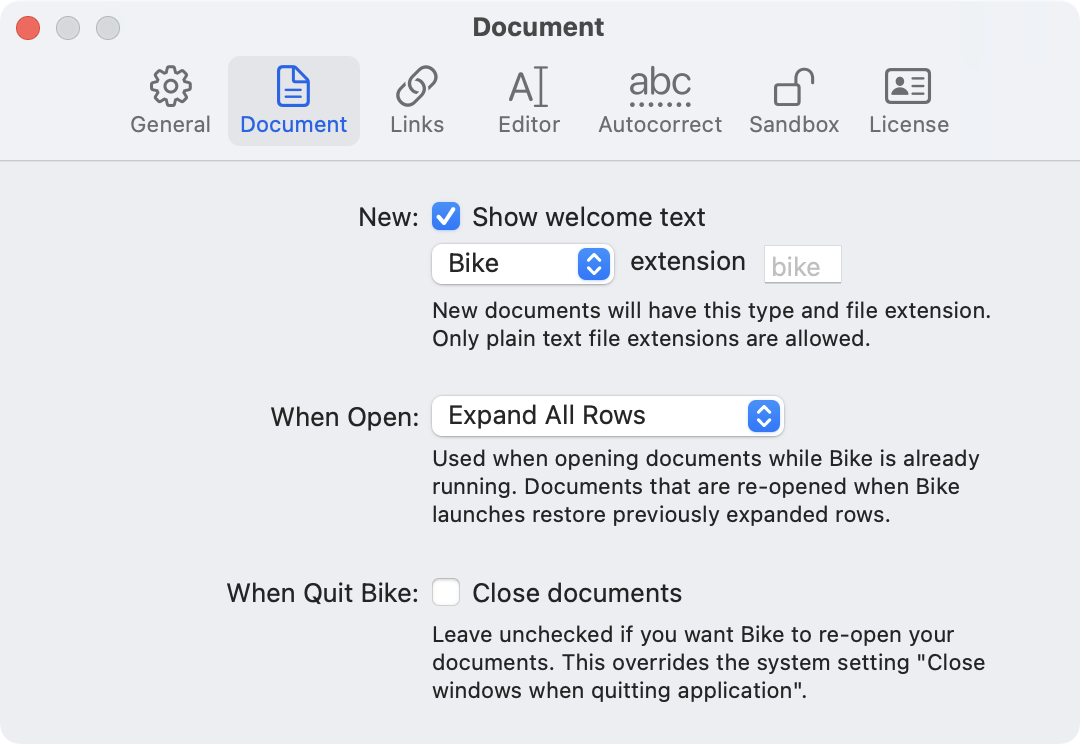 Document
General Document Links Editor Autocorrect Sandbox License
A abc
New: Show welcome text
Bike extension bike
New documents will have this type and file extension.
Only plain text file extensions are allowed.
When Open: Expand All Rows
Used when opening documents while Bike is already
running. Documents that are re-opened when Bike
launches restore previously expanded rows.
When Quit Bike: Close documents
Leave unchecked if you want Bike to re-open your
documents. This overrides the system setting "Close
windows when quitting application".